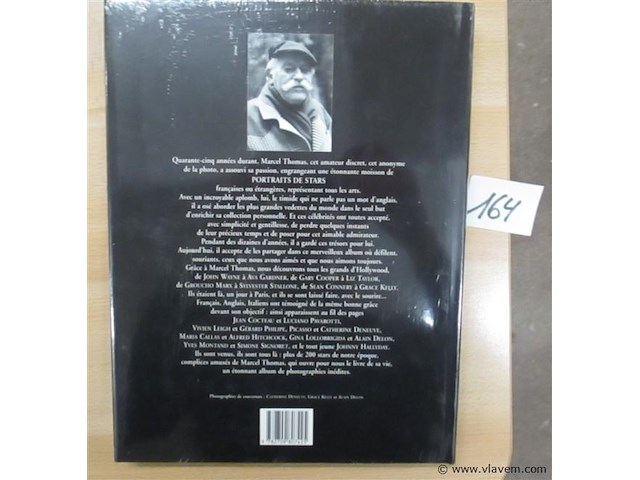 Quarante-cinq années durant, Marcel Thomas, cet amateur discret, cet anonyme
de la photo, a assouvi sa passion, engrangeant une étonnante moisson de
PORTRAITS DE STARS
françaises ou étrangères, représentant tous les arts.
Avec un incroyable aplomb, lui, le timide qui ne parle pas un mot d'anglais,
il a osé aborder les plus grandes vedettes du monde dans le seul but
d'enrichir sa collection personnelle. Et ces célébrités ont toutes accepté,
avec simplicité et gentillesse, de perdre quelques instants
de leur précieux temps et de poser pour cet aimable admirateur.
Pendant des dizaines d'années, il a gardé ces trésors pour lui.
Aujourd'hui, il accepte de les partager dans ce merveilleux album où défilent,
souriants, ceux que nous avons aimés et que nous aimons toujours.
Grâce à Marcel Thomas, nous découvrons tous les grands d'Hollywood,
de JOHN WAYNE à AVA GARDNER, de GARY COOPER à LIZ TAYLOR,
de GROUCHO MARX à SYLVESTER STALLONE, de SEAN CONNERY à GRACE KELLY.
Ils étaient là, un jour à Paris, et ils se sont laissé faire, avec le sourire...
Français, Anglais, Italiens ont témoigné de la même bonne grâce
devant son objectif : ainsi apparaissent au fil des pages
JEAN COCTEAU et LUCIANO PAVAROTTI,
VIVIEN LEIGH et GÉRARD PHILIPE, PICASSO et CATHERINE DENEUVE,
MARIA CALLAS et ALFRED HITCHCOCK, GINA LOLLOBRIGIDA et ALAIN DELON,
YVES MONTAND et SIMONE SIGNORET, et le tout jeune JOHNNY HALLYDAY.
Ils sont venus, ils sont tous là : plus de 200 stars de notre époque,
complices amusés de Marcel Thomas, qui ouvre pour nous le livre de sa vie,
un étonnant album de photographies inédites.
Photographies de couverture : CATHERINE DENEUVE, GRACE KELLY et ALAIN DELON
164
© www.vlavem.com